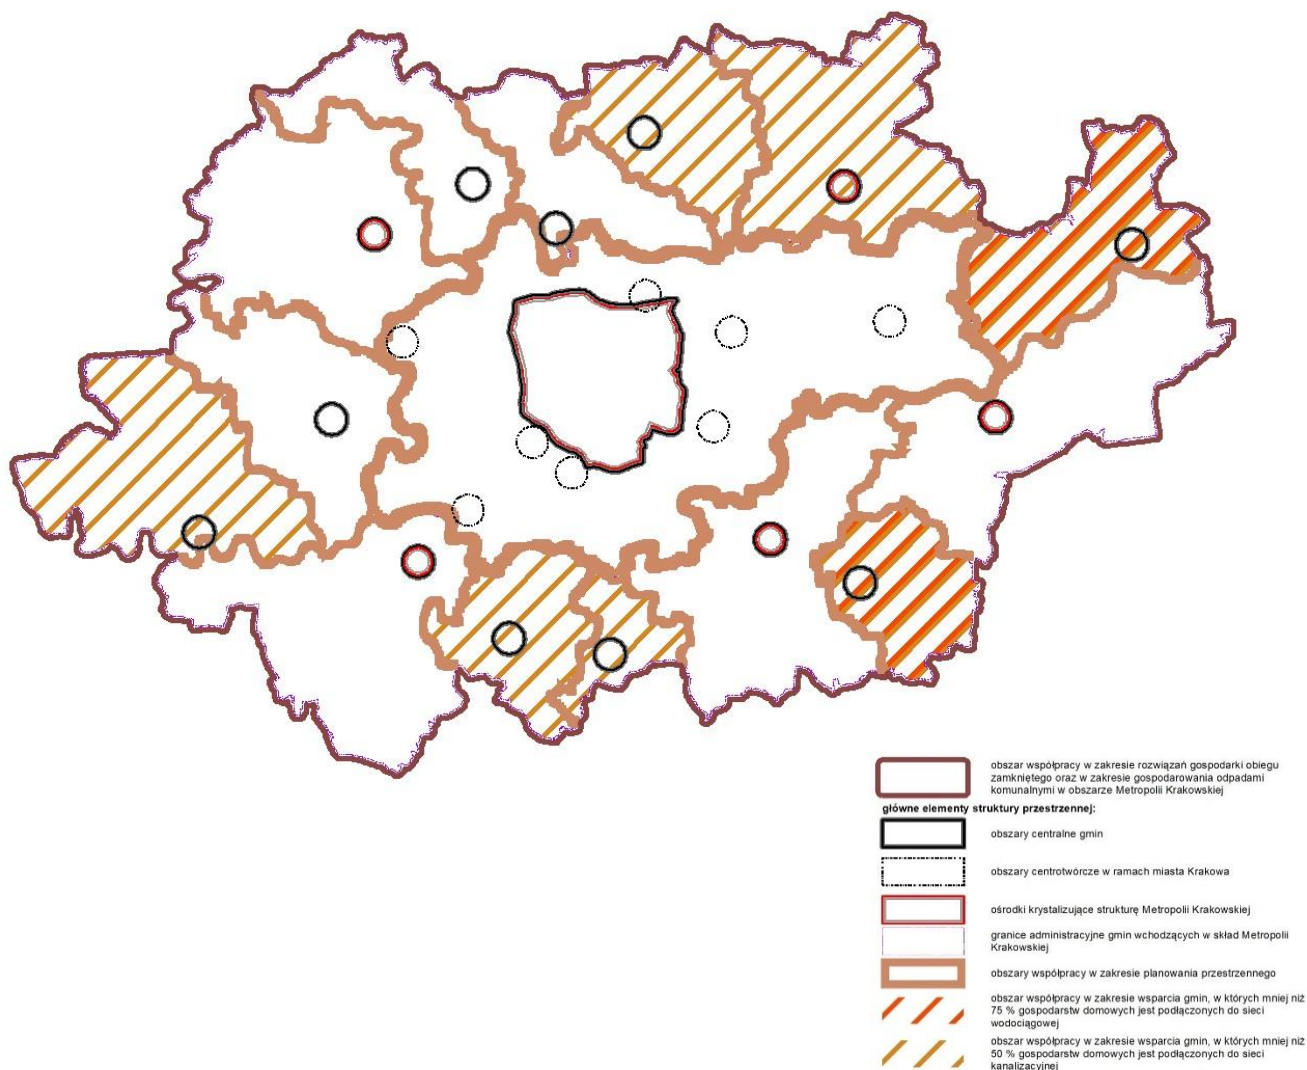 obszar współpracy w zakresie rozwiązań gospodarki obiegu
zamkniętego oraz w zakresie gospodarowania odpadami
komunalnymi w obszarze Metropolii Krakowskiej
główne elementy struktury przestrzennej:
obszary centralne gmin
obszary centrotwórcze w ramach miasta Krakowa
ośrodki krystalizujące strukturę Metropolii Krakowskiej
granice administracyjne gmin wchodzących w skład Metropolii
Krakowskiej
obszary współpracy w zakresie planowania przestrzennego
obszar współpracy w zakresie wsparcia gmin, w których mniej niż
75 % gospodarstw domowych jest podłączonych do sieci
wodociągowej
obszar współpracy w zakresie wsparcia gmin, w których mniej niż
50 % gospodarstw domowych jest podłączonych do sieci
kanalizacyjnej